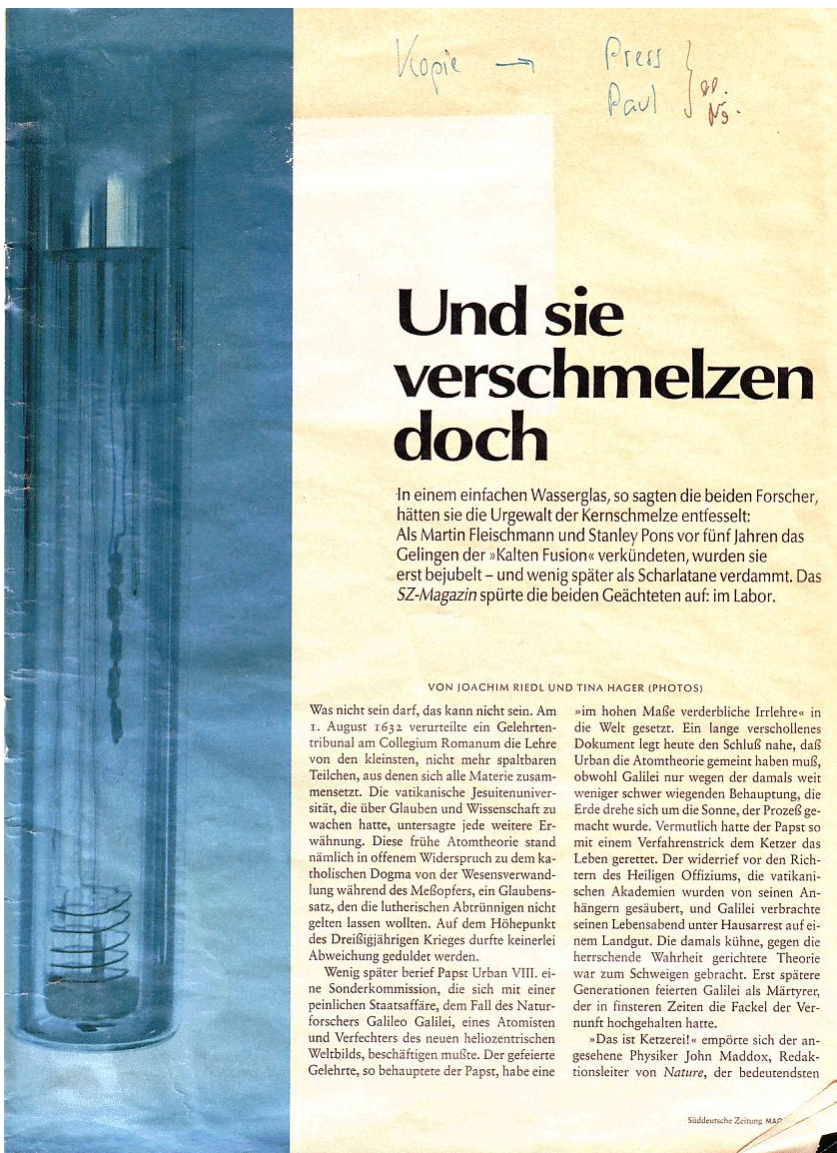 Kopie → Press
Paul
Und sie
verschmelzen
doch
In einem einfachen Wasserglas, so sagten die beiden Forscher,
hätten sie die Urgewalt der Kernschmelze entfesselt:
Als Martin Fleischmann und Stanley Pons vor fünf Jahren das
Gelingen der »Kalten Fusion« verkündeten, wurden sie
erst bejubelt – und wenig später als Scharlatane verdammt. Das
SZ-Magazin spürte die beiden Geächteten auf: im Labor.
VON JOACHIM RIEDL UND TINA HAGER (PHOTOS)
Was nicht sein darf, das kann nicht sein. Am
1. August 1632 verurteilte ein Gelehrten-
tribunal am Collegium Romanum die Lehre
von den kleinsten, nicht mehr spaltbaren
Teilchen, aus denen sich alle Materie zusam-
mensetzt. Die vatikanische Jesuitenuniver-
sität, die über Glauben und Wissenschaft zu
wachen hatte, untersagte jede weitere Er-
wähnung. Diese frühe Atomtheorie stand
nämlich in offenem Widerspruch zu dem ka-
tholischen Dogma von der Wesensverwand-
lung während des Meßopfers, ein Glaubens-
satz, den die lutherischen Abtrünnigen nicht
gelten lassen wollten. Auf dem Höhepunkt
des Dreißigjährigen Krieges durfte keinerlei
Abweichung geduldet werden.
Wenig später berief Papst Urban VIII. ei-
ne Sonderkommission, die sich mit einer
peinlichen Staatsaffäre, dem Fall des Natur-
forschers Galileo Galilei, eines Atomisten
und Verfechters des neuen heliozentrischen
Weltbilds, beschäftigen mußte. Der gefeierte
Gelehrte, so behauptete der Papst, habe eine
»im hohen Maße verderbliche Irrlehre« in
die Welt gesetzt. Ein lange verschollenes
Dokument legt heute den Schluß nahe, daß
Urban die Atomtheorie gemeint haben muß,
obwohl Galilei nur wegen der damals weit
weniger schwer wiegenden Behauptung, die
Erde drehe sich um die Sonne, der Prozeß ge-
macht wurde. Vermutlich hatte der Papst so
mit einem Verfahrenstrick dem Ketzer das
Leben gerettet. Der widerrief vor den Rich-
tern des Heiligen Offiziums, die vatikani-
schen Akademien wurden von seinen An-
hängern gesäubert, und Galilei verbrachte
seinen Lebensabend unter Hausarrest auf ei-
nem Landgut. Die damals kühne, gegen die
herrschende Wahrheit gerichtete Theorie
war zum Schweigen gebracht. Erst spätere
Generationen feierten Galilei als Märtyrer,
der in finsteren Zeiten die Fackel der Ver-
nunft hochgehalten hatte.
»Das ist Ketzerei!« empörte sich der an-
gesehene Physiker John Maddox, Redak-
tionsleiter von Nature, der bedeutendsten
Süddeutsche Zeitung